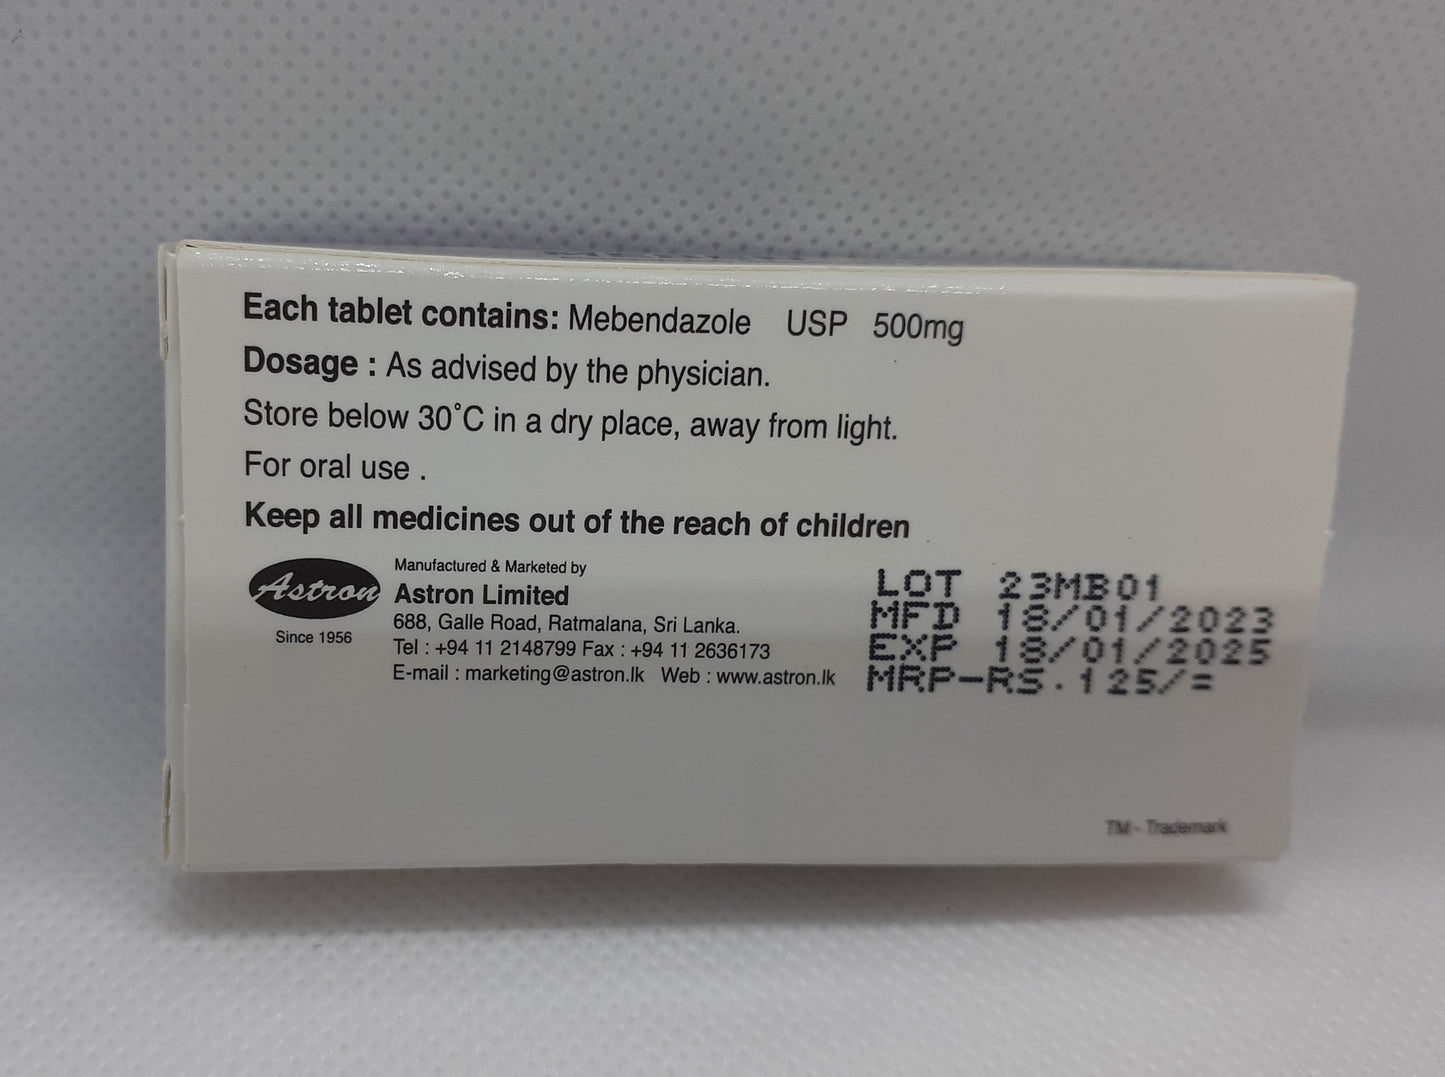 Each tablet contains: Mebendazole USP 500mg
Dosage : As advised by the physician.
Store below 30°C in a dry place, away from light.
For oral use .
Keep all medicines out of the reach of children
Astron
Since 1956
Manufactured & Marketed by
Astron Limited
688, Galle Road, Ratmalana, Sri Lanka.
Tel : +94 11 2148799 Fax : +94 11 2636173
E-mail : marketing@astron.lk Web : www.astron.lk
LOT 23MB01
MFD 18/01/2023
EXP 18/01/2025
MRP-RS.125/=
TM - Trademark